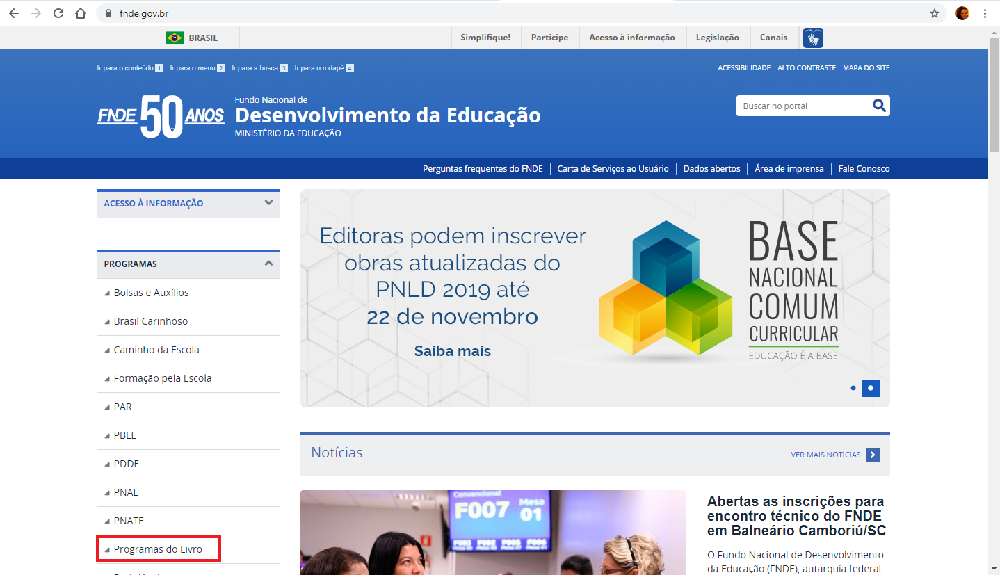 fnde.gov.br
BRASIL
Simplifique! Participe Acesso à informação Legislação Canais
Ir para o conteúdo 1 Ir para o menu 2 Ir para a busca 3 Ir para o rodapé 4
ACESSIBILIDADE ALTO CONTRASTE MAPA DO SITE
FNDE 50 ANOS
Fundo Nacional de
Desenvolvimento da Educação
MINISTÉRIO DA EDUCAÇÃO
Buscar no portal
Perguntas frequentes do FNDE Carta de Serviços ao Usuário Dados abertos Área de imprensa Fale Conosco
ACESSO À INFORMAÇÃO
PROGRAMAS
Bolsas e Auxílios
Brasil Carinhoso
Caminho da Escola
Formação pela Escola
PAR
PBLE
PDDE
PNAE
PNATE
Programas do Livro
Editoras podem inscrever
obras atualizadas do
PNLD 2019 até
22 de novembro
Saiba mais
BASE
NACIONAL
COMUM
CURRICULAR
EDUCAÇÃO É A BASE
Notícias
VER MAIS NOTÍCIAS
Convencional Mesa
F007 01
F003 F002 F005 F006
Abertas as inscrições para
encontro técnico do FNDE
em Balneário Camboriú/SC
O Fundo Nacional de Desenvolvimento
da Educação (FNDE), autarquia federal